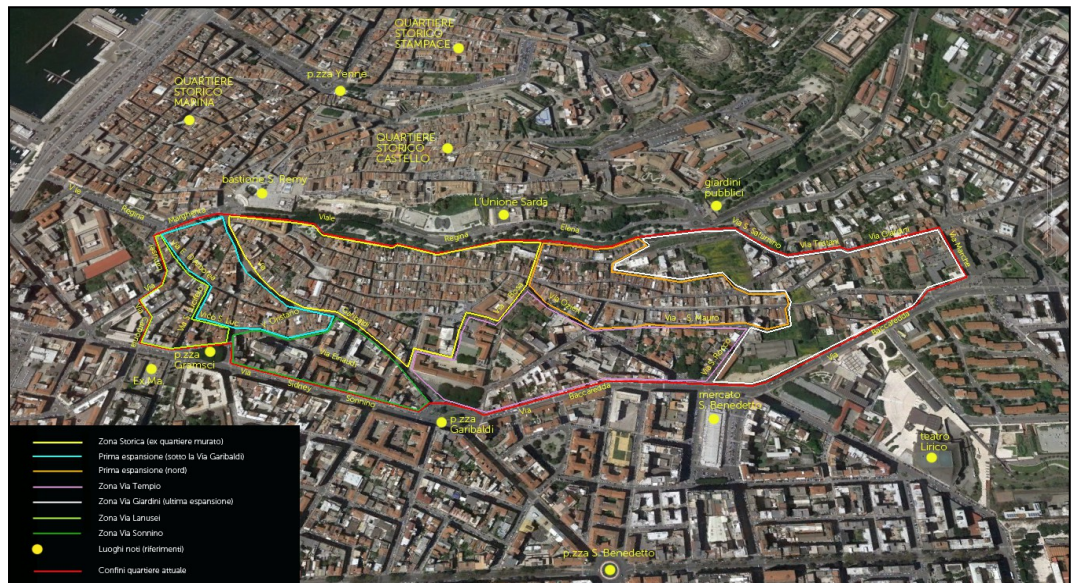 QUARTIERE
STORICO
STAMPACE
p.zza Yenne
QUARTIERE
STORICO
MARINA
QUARTIERE
STORICO
CASTELLO
bastione S. Remy
L'Unione Sarda
giardini
pubblici
Viale
Regina
Margherita
Viale
Regina
Elena
Via S. Saturnino
Via
Via
Garibaldi
Via
Via S. Mauro
Via
Baccaredda
Via
Baccaredda
Via
Sidney
Sonnino
p.zza
Gramsci
Ex Ma.
p.zza
Garibaldi
mercato
S. Benedetto
teatro
Lirico
p.zza S. Benedetto
Zona Storica (ex quartiere murato)
Prima espansione (sotto la Via Garibaldi)
Prima espansione (nord)
Zona Via Tempio
Zona Via Giardini (ultima espansione)
Zona Via Lanusei
Zona Via Sonnino
Luoghi noti (riferimenti)
Confini quartiere attuale